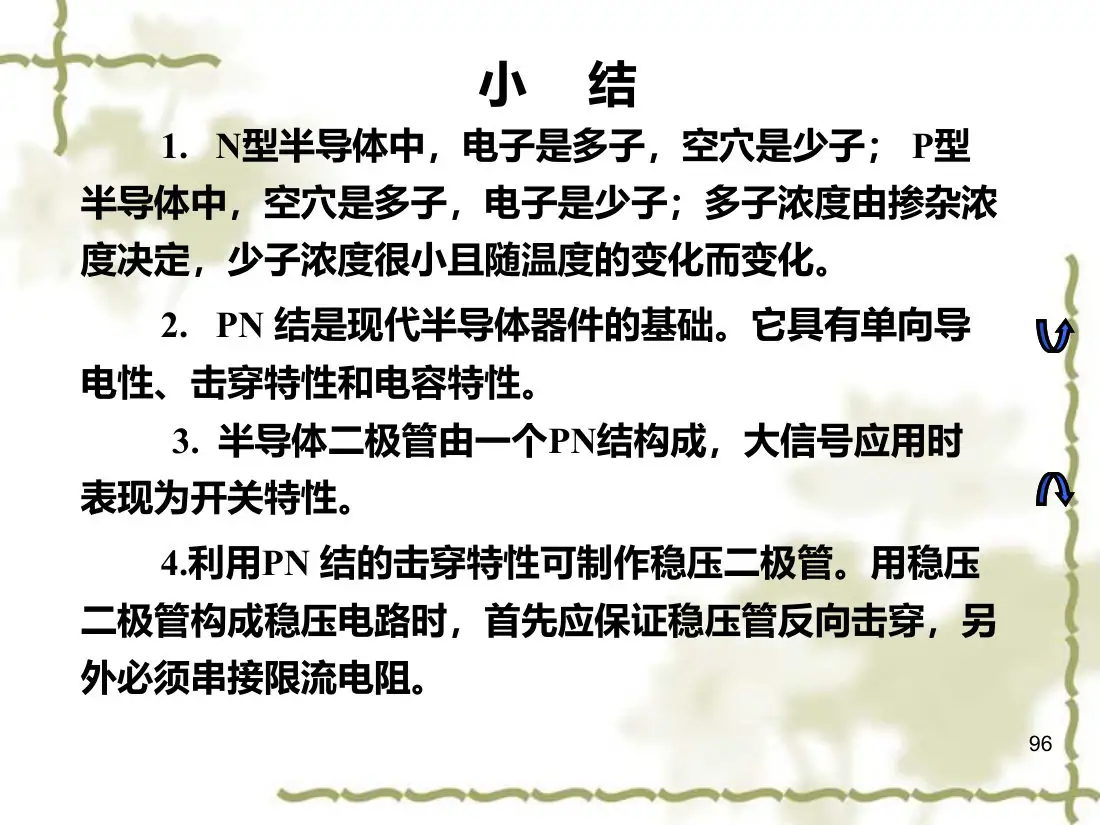 小 结
1. N型半导体中，电子是多子，空穴是少子； P型
半导体中，空穴是多子，电子是少子；多子浓度由掺杂浓
度决定，少子浓度很小且随温度的变化而变化。
2. PN 结是现代半导体器件的基础。它具有单向导
电性、击穿特性和电容特性。
3. 半导体二极管由一个PN结构成，大信号应用时
表现为开关特性。
4.利用PN 结的击穿特性可制作稳压二极管。用稳压
二极管构成稳压电路时，首先应保证稳压管反向击穿，另
外必须串接限流电阻。
96